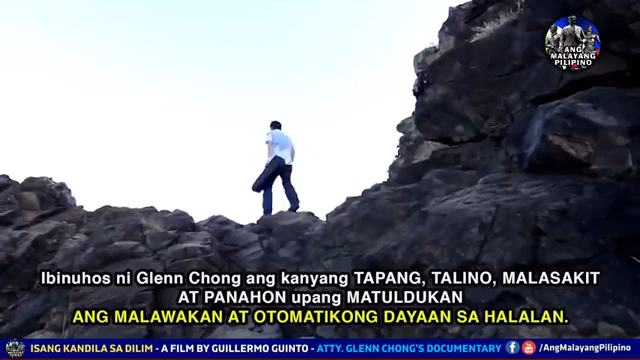 ANG
MALAYANG
PILIPINO
Ibinuhos ni Glenn Chong ang kanyang TAPANG, TALINO, MALASAKIT
AT PANAHON upang MATULDUKAN
ANG MALAWAKAN AT OTOMATIKONG DAYAAN SA HALALAN.
ISANG KANDILA SA DILIM - A FILM BY GUILLERMO GUINTO - ATTY. GLENN CHONG'S DOCUMENTARY /AngMalayangPilipino